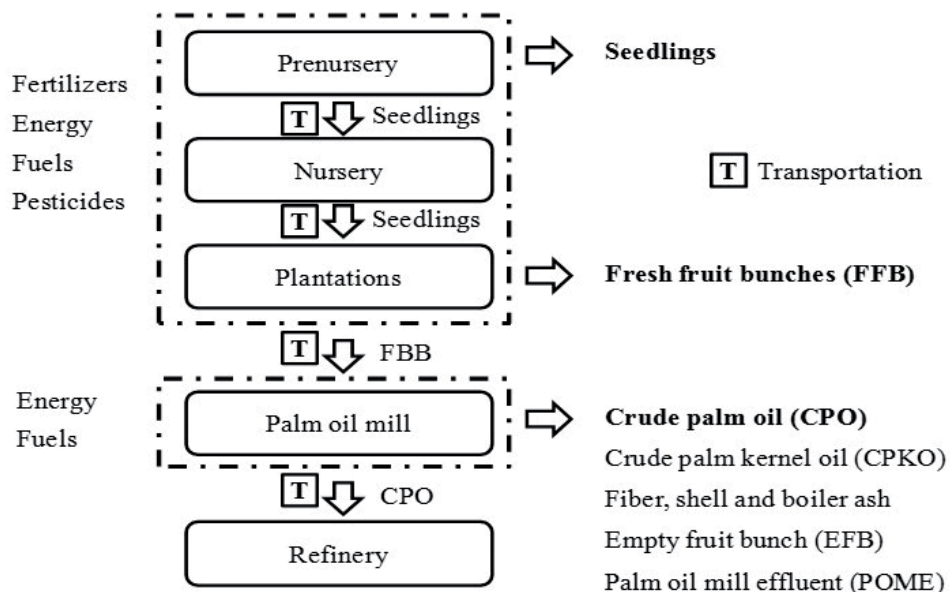 Prenursery
Seedlings
Fertilizers
Energy
Fuels
Pesticides
T
Seedlings
Nursery
T Transportation
T
Seedlings
Plantations
Fresh fruit bunches (FFB)
T
FBB
Energy
Fuels
Palm oil mill
Crude palm oil (CPO)
Crude palm kernel oil (CPKO)
Fiber, shell and boiler ash
Empty fruit bunch (EFB)
Palm oil mill effluent (POME)
T
CPO
Refinery